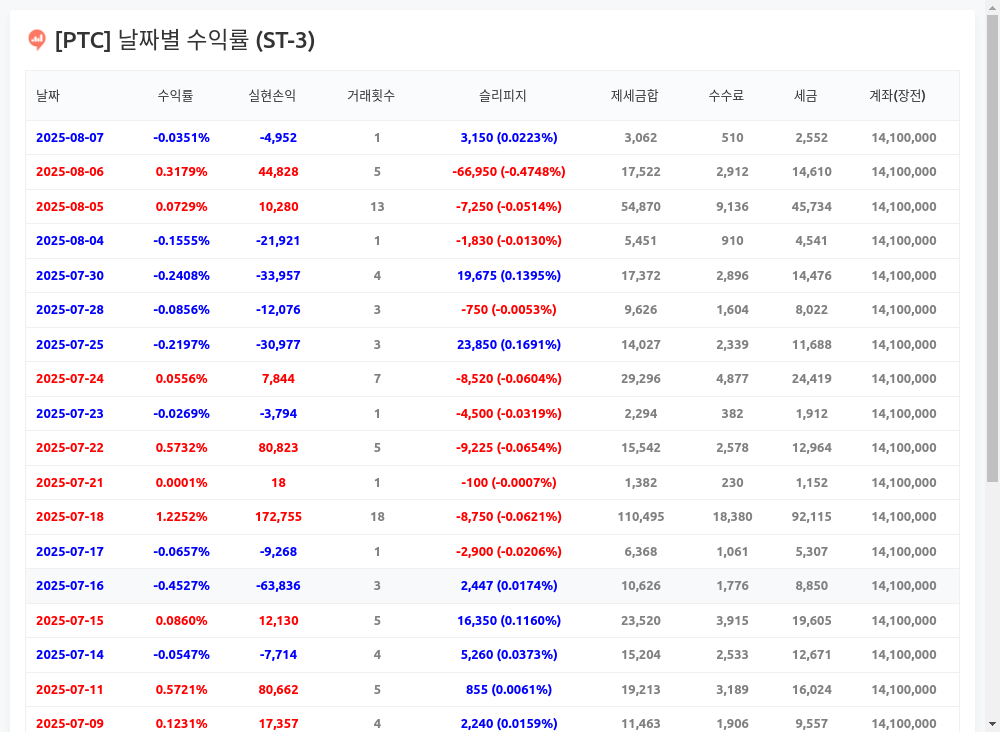 [PTC] 날짜별 수익률 (ST-3)
날짜 수익률 실현손익 거래횟수 슬리피지 제세금합 수수료 세금 계좌(장전)
2025-08-07 -0.0351% -4,952 1 3,150 (0.0223%) 3,062 510 2,552 14,100,000
2025-08-06 0.3179% 44,828 5 -66,950 (-0.4748%) 17,522 2,912 14,610 14,100,000
2025-08-05 0.0729% 10,280 13 -7,250 (-0.0514%) 54,870 9,136 45,734 14,100,000
2025-08-04 -0.1555% -21,921 1 -1,830 (-0.0130%) 5,451 910 4,541 14,100,000
2025-07-30 -0.2408% -33,957 4 19,675 (0.1395%) 17,372 2,896 14,476 14,100,000
2025-07-28 -0.0856% -12,076 3 -750 (-0.0053%) 9,626 1,604 8,022 14,100,000
2025-07-25 -0.2197% -30,977 3 23,850 (0.1691%) 14,027 2,339 11,688 14,100,000
2025-07-24 0.0556% 7,844 7 -8,520 (-0.0604%) 29,296 4,877 24,419 14,100,000
2025-07-23 -0.0269% -3,794 1 -4,500 (-0.0319%) 2,294 382 1,912 14,100,000
2025-07-22 0.5732% 80,823 5 -9,225 (-0.0654%) 15,542 2,578 12,964 14,100,000
2025-07-21 0.0001% 18 1 -100 (-0.0007%) 1,382 230 1,152 14,100,000
2025-07-18 1.2252% 172,755 18 -8,750 (-0.0621%) 110,495 18,380 92,115 14,100,000
2025-07-17 -0.0657% -9,268 1 -2,900 (-0.0206%) 6,368 1,061 5,307 14,100,000
2025-07-16 -0.4527% -63,836 3 2,447 (0.0174%) 10,626 1,776 8,850 14,100,000
2025-07-15 0.0860% 12,130 5 16,350 (0.1160%) 23,520 3,915 19,605 14,100,000
2025-07-14 -0.0547% -7,714 4 5,260 (0.0373%) 15,204 2,533 12,671 14,100,000
2025-07-11 0.5721% 80,662 5 855 (0.0061%) 19,213 3,189 16,024 14,100,000
2025-07-09 0.1231% 17,357 4 2,240 (0.0159%) 11,463 1,906 9,557 14,100,000